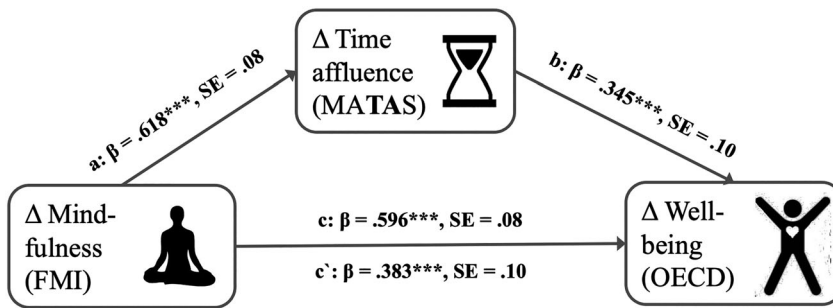 Δ Time
affluence
(MATAS)
a: β = .618***, SE = .08
b: β = .345***, SE = .10
Δ Mind-
fulness
(FMI)
c: β = .596***, SE = .08
c`: β = .383***, SE = .10
Δ Well-
being
(OECD)